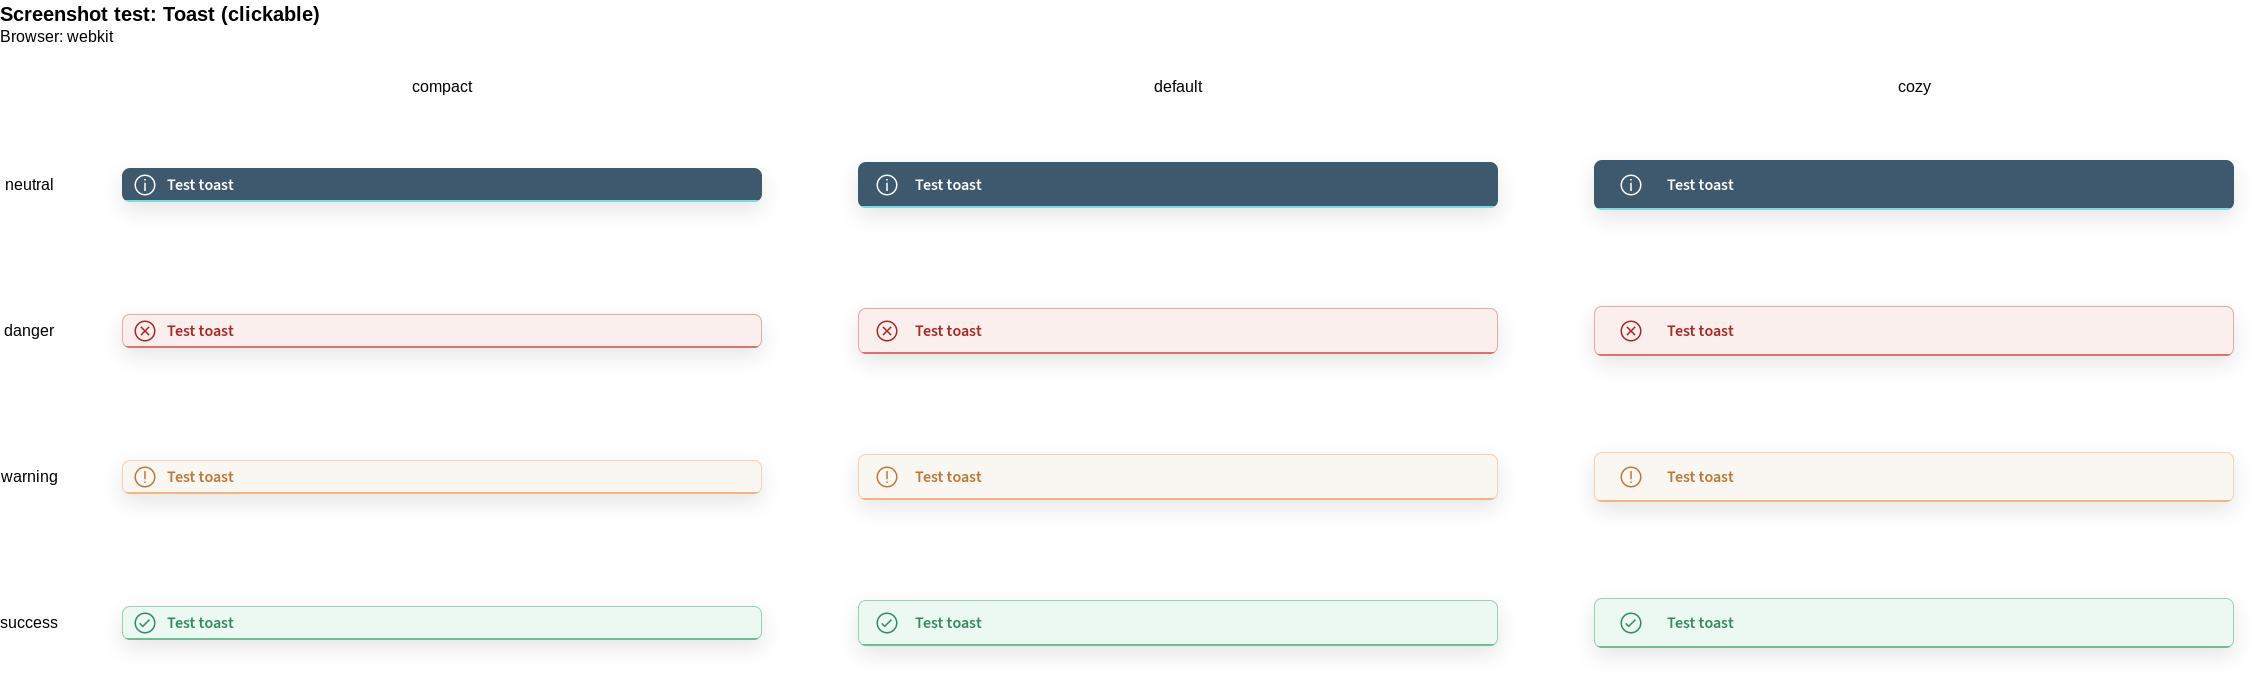 Screenshot test: Toast (clickable)
Browser: webkit
compact default cozy
neutral Test toast Test toast Test toast
danger Test toast Test toast Test toast
warning Test toast Test toast Test toast
success Test toast Test toast Test toast